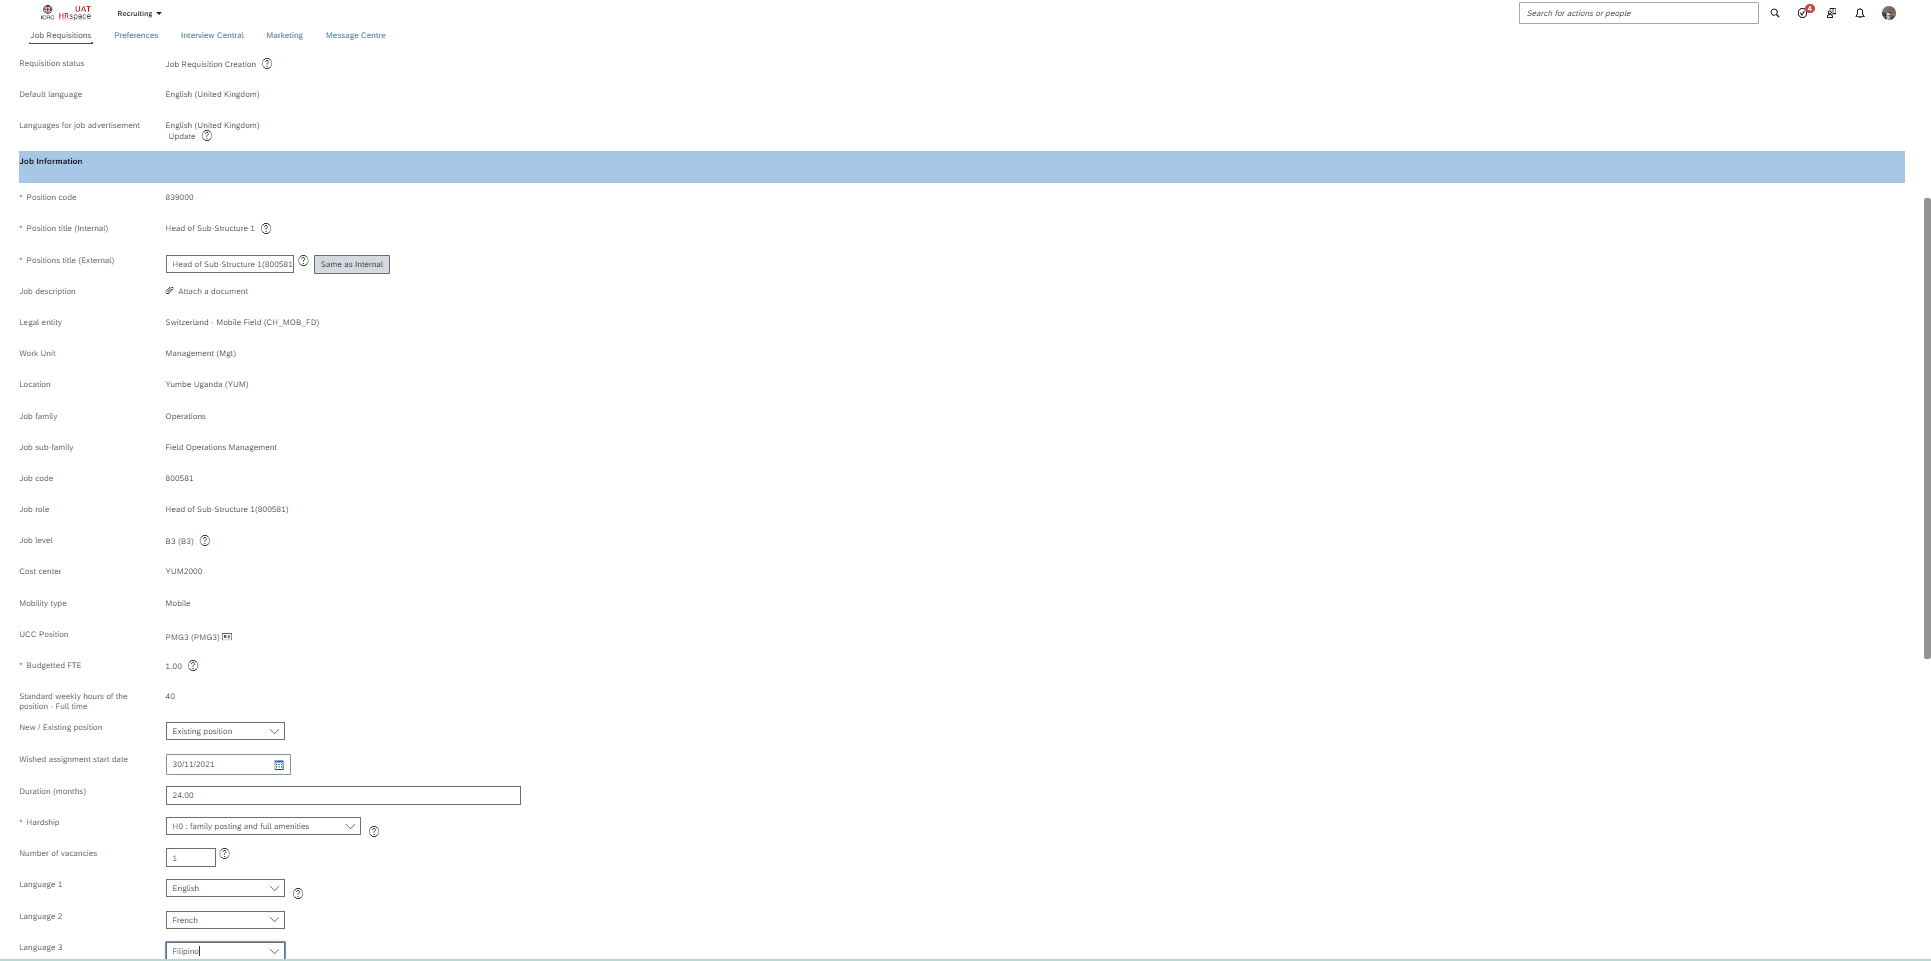 ICRC UAT HRspace
Recruiting
Search for actions or people
4
Job Requisitions Preferences Interview Central Marketing Message Centre
Requisition status Job Requisition Creation ?
Default language English (United Kingdom)
Languages for job advertisement English (United Kingdom)
Update ?
Job Information
* Position code 839000
* Position title (Internal) Head of Sub-Structure 1 ?
* Positions title (External) Head of Sub-Structure 1(800581 ? Same as Internal
Job description Attach a document
Legal entity Switzerland - Mobile Field (CH_MOB_FD)
Work Unit Management (Mgt)
Location Yumbe Uganda (YUM)
Job family Operations
Job sub-family Field Operations Management
Job code 800581
Job role Head of Sub-Structure 1(800581)
Job level B3 (B3) ?
Cost center YUM2000
Mobility type Mobile
UCC Position PMG3 (PMG3)
* Budgetted FTE 1.00 ?
Standard weekly hours of the 40
position - Full time
New / Existing position Existing position
Wished assignment start date 30/11/2021
Duration (months) 24.00
* Hardship H0 : family posting and full amenities ?
Number of vacancies 1 ?
Language 1 English ?
Language 2 French
Language 3 Filipino